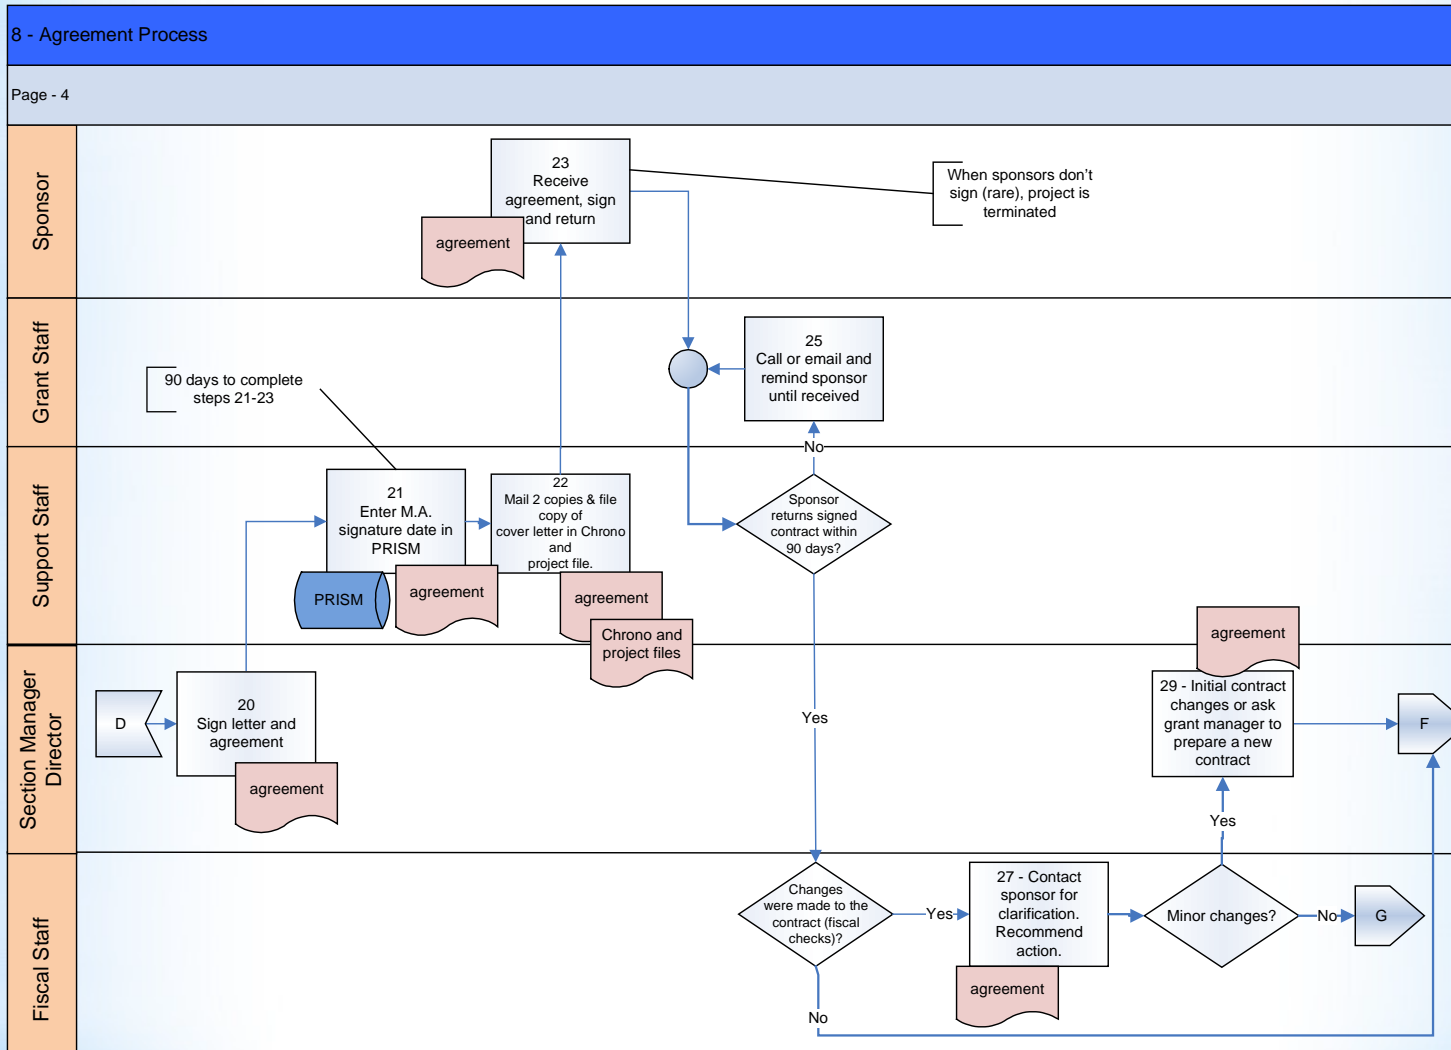 8 - Agreement Process
Page - 4
Sponsor
23
Receive
agreement, sign
and return
agreement
When sponsors don't
sign (rare), project is
terminated
Grant Staff
90 days to complete
steps 21-23
25
Call or email and
remind sponsor
until received
No
Support Staff
21
Enter M.A.
signature date in
PRISM
PRISM
agreement
22
Mail 2 copies & file
copy of
cover letter in Chrono
and
project file.
agreement
Chrono and
project files
Sponsor
returns signed
contract within
90 days?
Yes
Section Manager
Director
D
20
Sign letter and
agreement
agreement
agreement
29 - Initial contract
changes or ask
grant manager to
prepare a new
contract
F
Yes
Fiscal Staff
Changes
were made to the
contract (fiscal
checks)?
Yes
27 - Contact
sponsor for
clarification.
Recommend
action.
agreement
Minor changes?
No
G
No